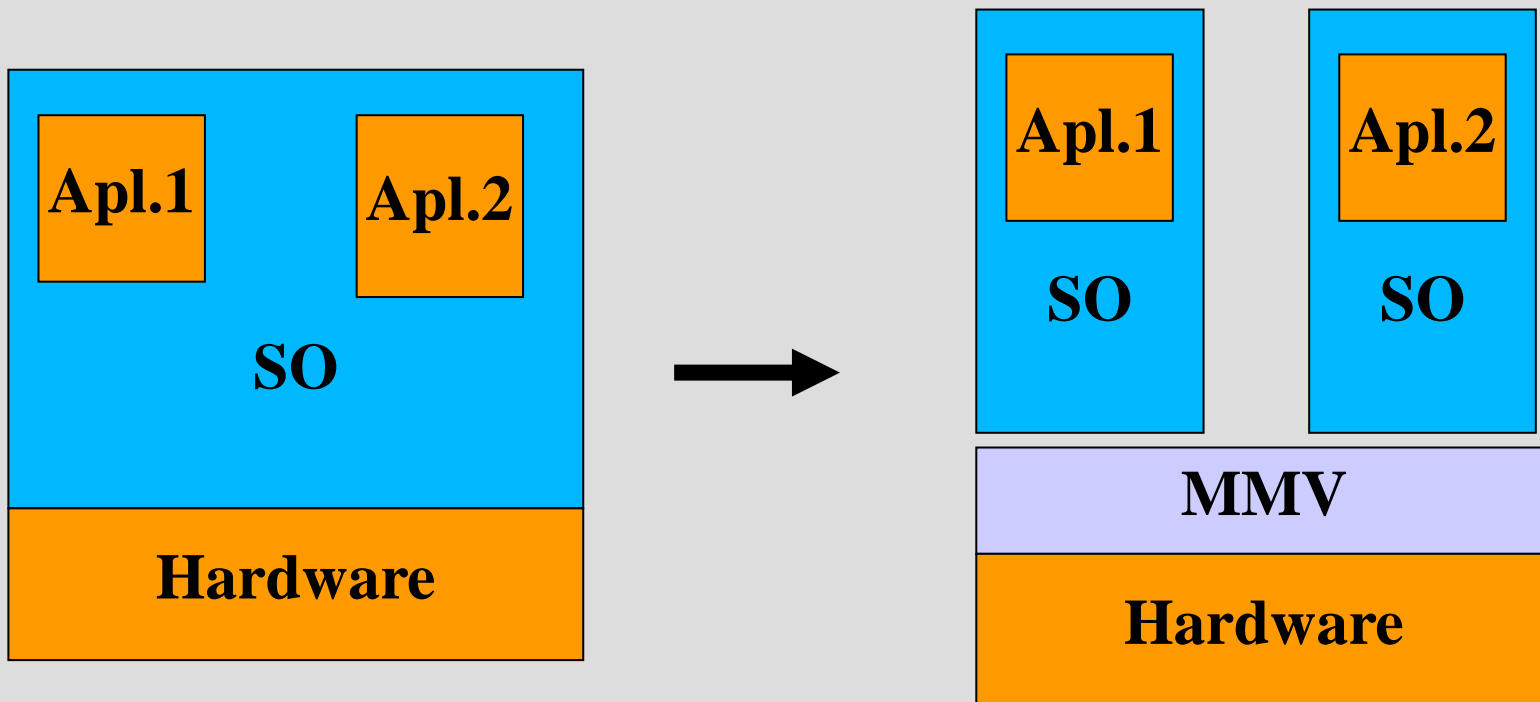 Apl.1
Apl.2
SO
Hardware
Apl.1
Apl.2
SO
SO
MMV
Hardware